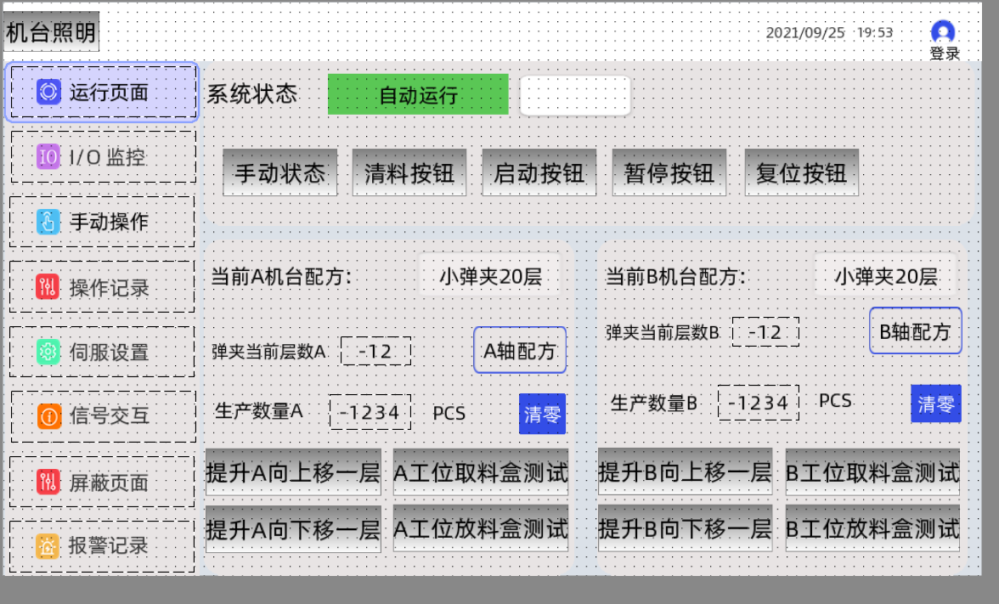 机台照明
2021/09/25 19:53
登录
运行页面
IO I/O 监控
手动操作
操作记录
伺服设置
信号交互
屏蔽页面
报警记录
系统状态 自动运行
手动状态 清料按钮 启动按钮 暂停按钮 复位按钮
当前A机台配方: 小弹夹20层
弹夹当前层数A -12 A轴配方
生产数量A -1234 PCS 清零
提升A向上移一层 A工位取料盒测试
提升A向下移一层 A工位放料盒测试
当前B机台配方: 小弹夹20层
弹夹当前层数B -12 B轴配方
生产数量B -1234 PCS 清零
提升B向上移一层 B工位取料盒测试
提升B向下移一层 B工位放料盒测试